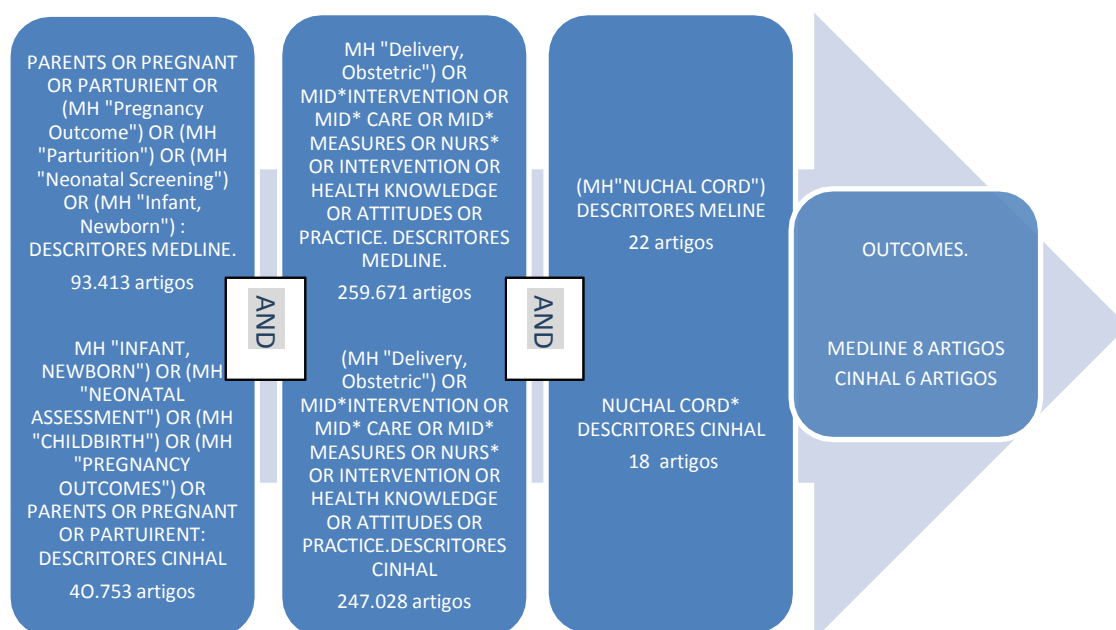 PARENTS OR PREGNANT
OR PARTURIENT OR
(MH "Pregnancy
Outcome") OR (MH
"Parturition") OR (MH
"Neonatal Screening")
OR (MH "Infant,
Newborn") :
DESCRITORES MEDLINE.
93.413 artigos
MH "INFANT,
NEWBORN") OR (MH
"NEONATAL
ASSESSMENT") OR (MH
"CHILDBIRTH") OR (MH
"PREGNANCY
OUTCOMES") OR
PARENTS OR PREGNANT
OR PARTUIRENT:
DESCRITORES CINHAL
4O.753 artigos
AND
MH "Delivery,
Obstetric") OR
MID*INTERVENTION OR
MID* CARE OR MID*
MEASURES OR NURS*
OR INTERVENTION OR
HEALTH KNOWLEDGE
OR ATTITUDES OR
PRACTICE. DESCRITORES
MEDLINE.
259.671 artigos
(MH "Delivery,
Obstetric") OR
MID*INTERVENTION OR
MID* CARE OR MID*
MEASURES OR NURS*
OR INTERVENTION OR
HEALTH KNOWLEDGE
OR ATTITUDES OR
PRACTICE.DESCRITORES
CINHAL
247.028 artigos
AND
(MH"NUCHAL CORD")
DESCRITORES MELINE
22 artigos
NUCHAL CORD*
DESCRITORES CINHAL
18 artigos
OUTCOMES.
MEDLINE 8 ARTIGOS
CINHAL 6 ARTIGOS